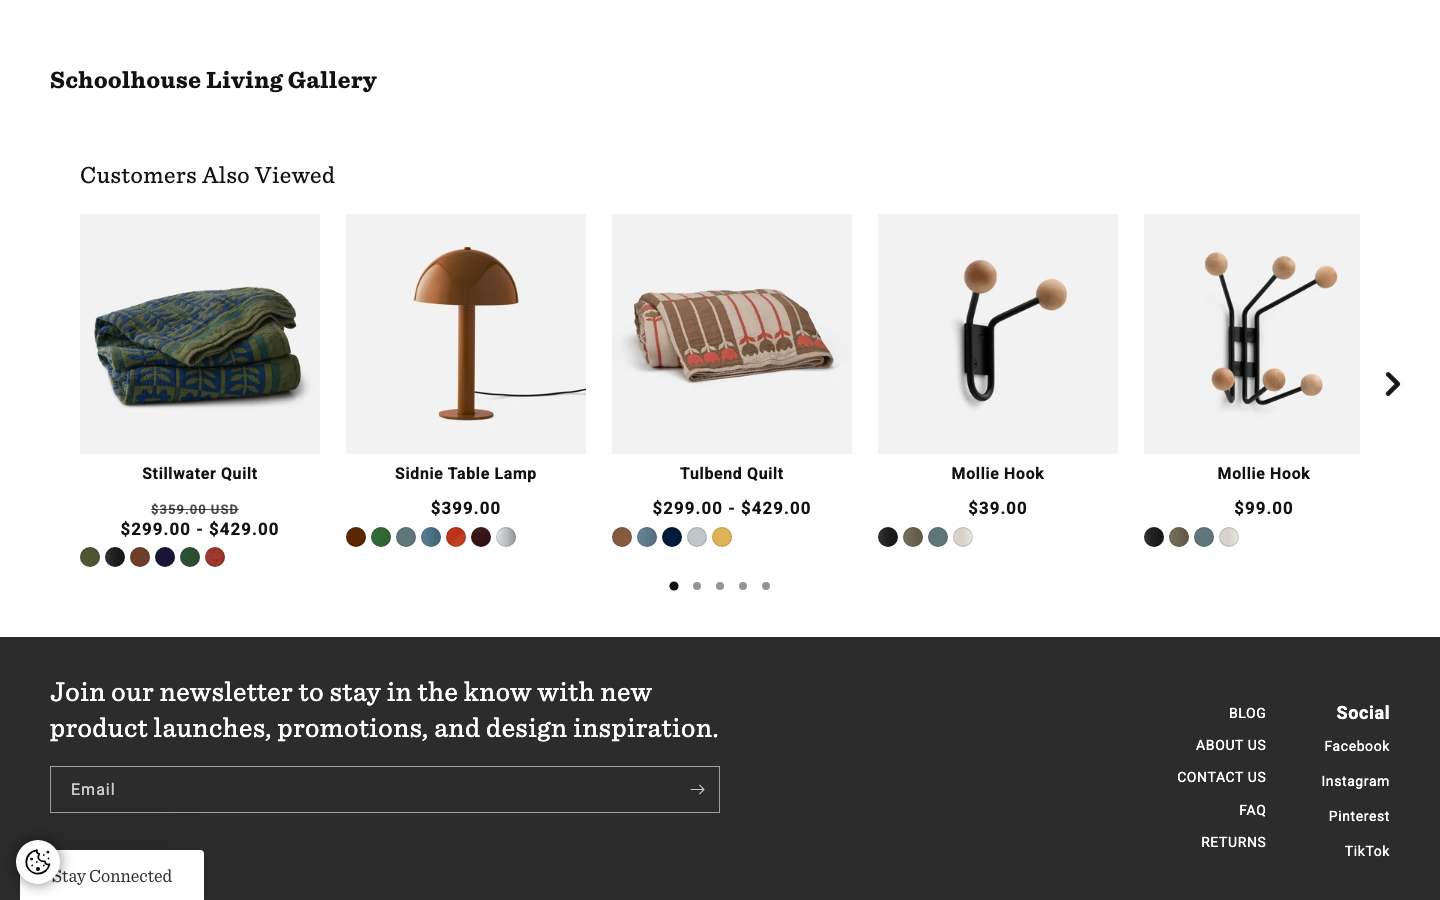 Schoolhouse Living Gallery
Customers Also Viewed
Stillwater Quilt
$359.00 USD
$299.00 - $429.00
Sidnie Table Lamp
$399.00
Tulbend Quilt
$299.00 - $429.00
Mollie Hook
$39.00
Mollie Hook
$99.00
Join our newsletter to stay in the know with new
product launches, promotions, and design inspiration.
Email
BLOG
ABOUT US
CONTACT US
FAQ
RETURNS
Social
Facebook
Instagram
Pinterest
TikTok
Stay Connected